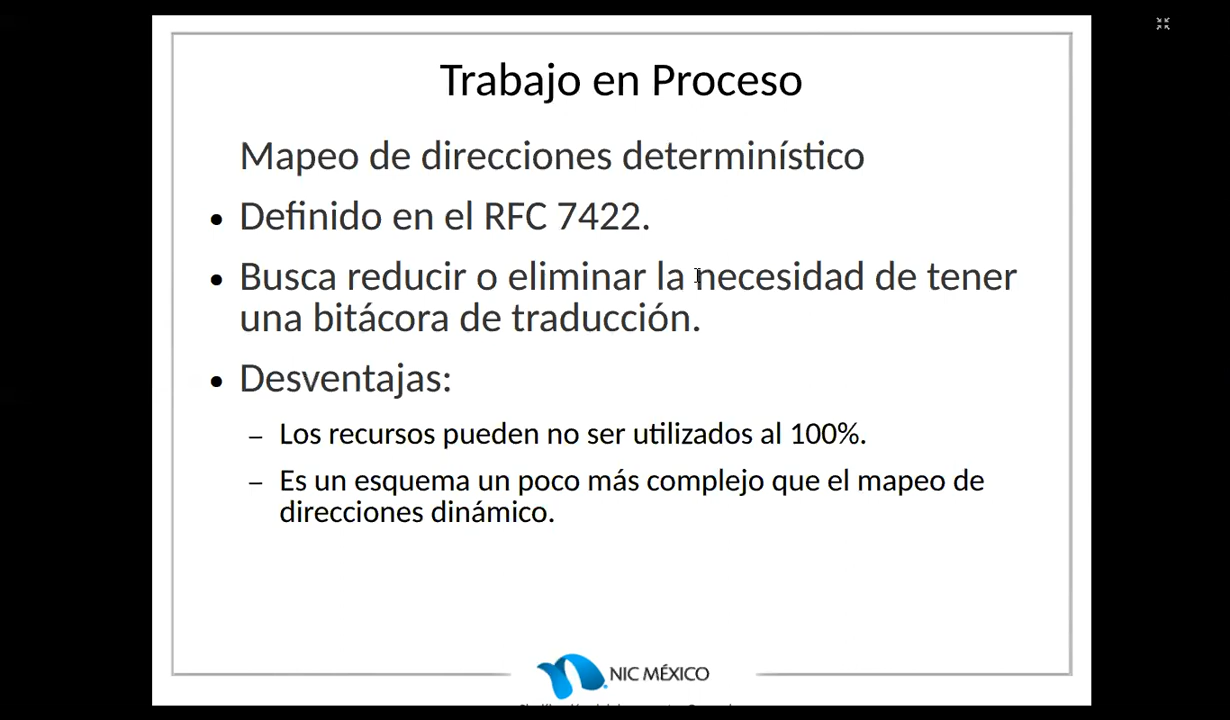 Trabajo en Proceso
Mapeo de direcciones determinístico
• Definido en el RFC 7422.
• Busca reducir o eliminar la necesidad de tener
una bitácora de traducción.
• Desventajas:
– Los recursos pueden no ser utilizados al 100%.
– Es un esquema un poco más complejo que el mapeo de
direcciones dinámico.
NIC MÉXICO